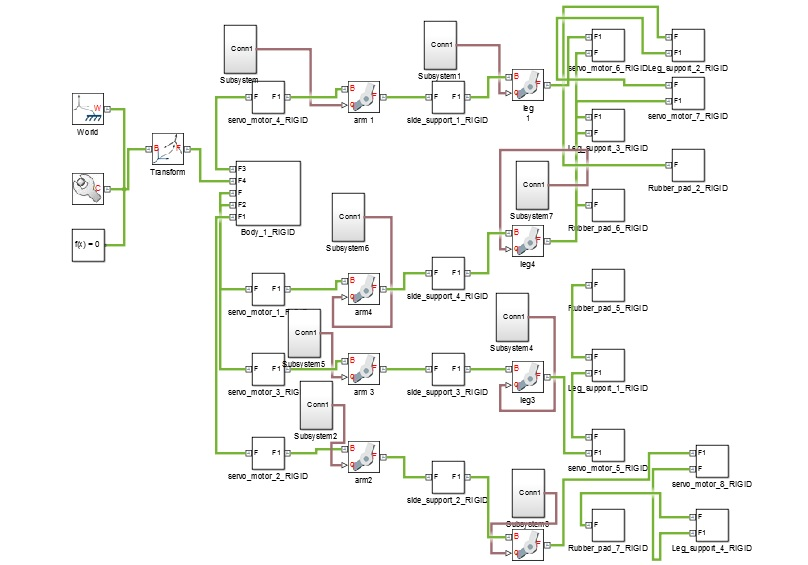 Conn1
Subsystem
Conn1
Subsystem1
F F1
servo_motor_4_RIGID
B
q
F
arm 1
F F1
side_support_1_RIGID
B
q
F
leg
1
F1
F
servo_motor_6_RIGID
F
F1
Leg_support_2_RIGID
F
F1
servo_motor_7_RIGID
F1
F
Leg_support_3_RIGID
F
Rubber_pad_2_RIGID
F
Rubber_pad_6_RIGID
W
World
C
f(x) = 0
B F
Transform
F3
F4
F
F2
F1
Body_1_RIGID
Conn1
Subsystem6
Conn1
Subsystem7
B
q
F
leg4
F F1
servo_motor_1_RIGID
B
q
F
arm4
F F1
side_support_4_RIGID
F
Rubber_pad_5_RIGID
Conn1
Subsystem5
Conn1
Subsystem4
F F1
servo_motor_3_RIGID
B
q
F
arm 3
F F1
side_support_3_RIGID
B
q
F
leg3
F
F1
Leg_support_1_RIGID
Conn1
Subsystem2
F F1
servo_motor_2_RIGID
B
q
F
arm2
F F1
side_support_2_RIGID
F
F1
servo_motor_5_RIGID
F1
F
servo_motor_8_RIGID
Conn1
B
q
F
F
Rubber_pad_7_RIGID
F
F1
Leg_support_4_RIGID